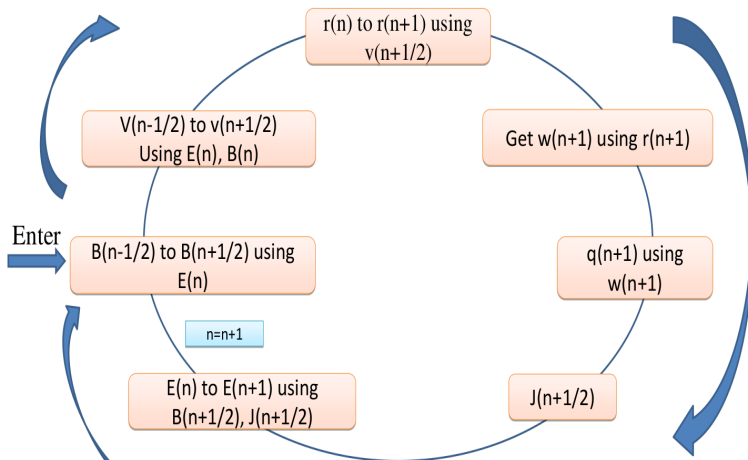 r(n) to r(n+1) using
v(n+1/2)
V(n-1/2) to v(n+1/2)
Using E(n), B(n)
Get w(n+1) using r(n+1)
Enter
B(n-1/2) to B(n+1/2) using
E(n)
q(n+1) using
w(n+1)
n=n+1
E(n) to E(n+1) using
B(n+1/2), J(n+1/2)
J(n+1/2)